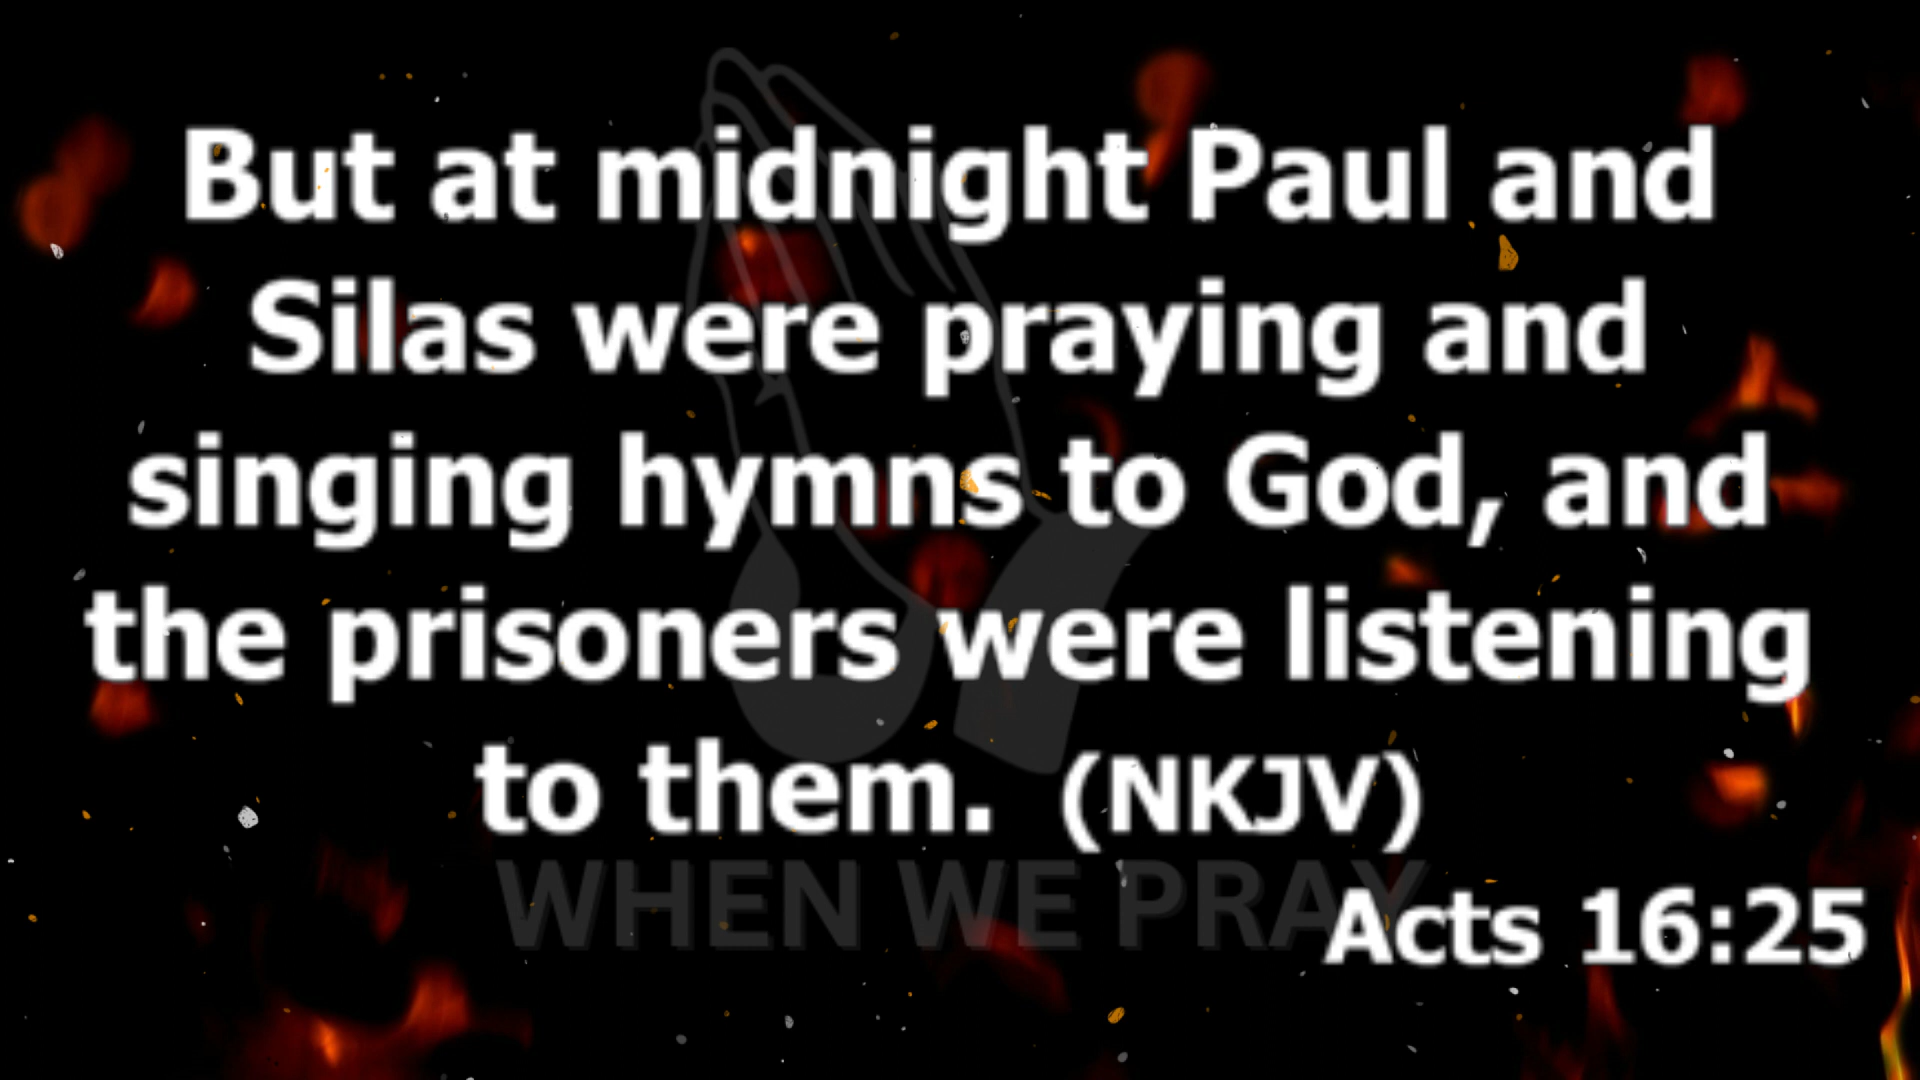 But at midnight Paul and
Silas were praying and
singing hymns to God, and
the prisoners were listening
to them. (NKJV)
WHEN WE PRAY
Acts 16:25